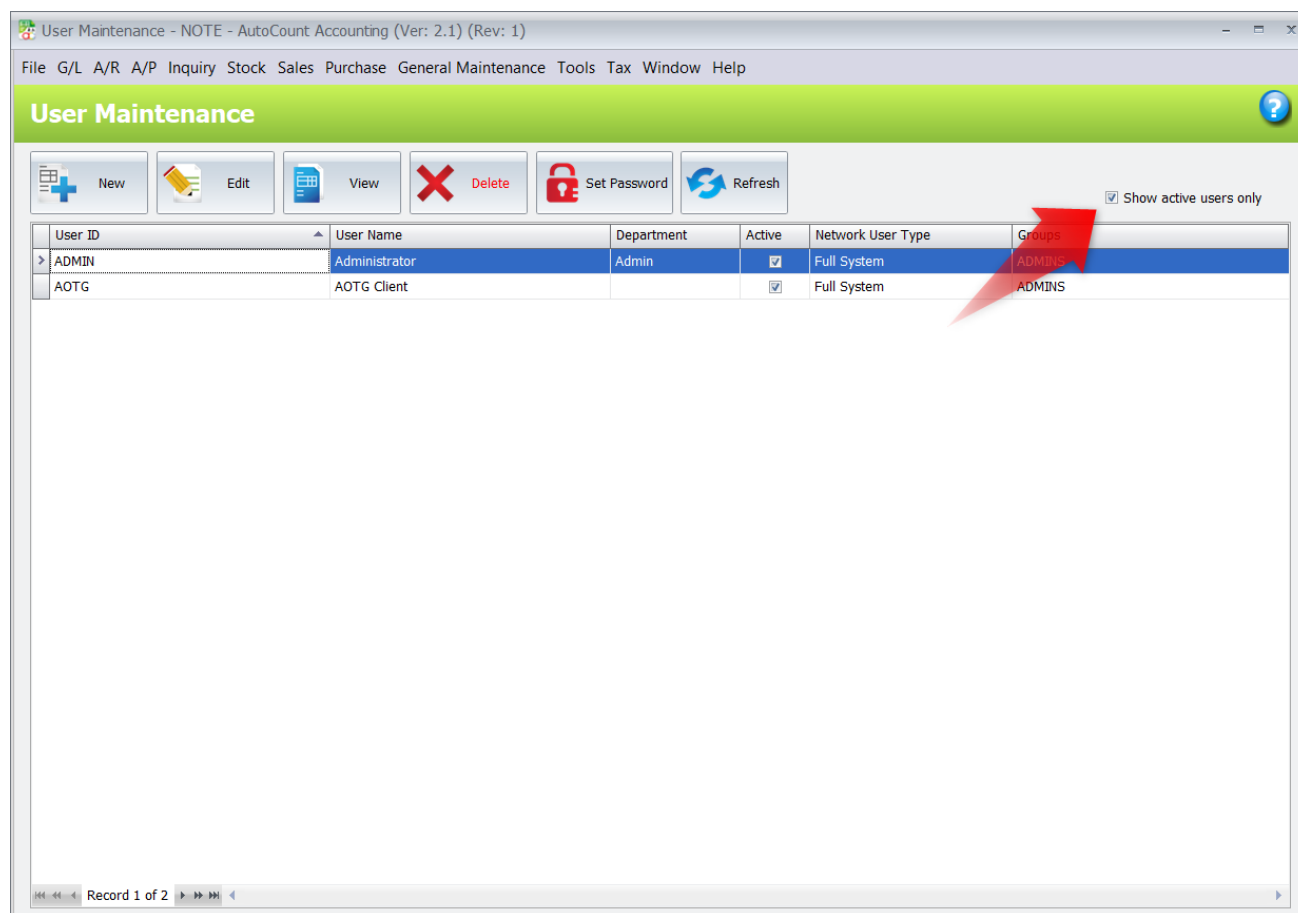 User Maintenance - NOTE - AutoCount Accounting (Ver: 2.1) (Rev: 1)
File G/L A/R A/P Inquiry Stock Sales Purchase General Maintenance Tools Tax Window Help
User Maintenance
New Edit View Delete Set Password Refresh
Show active users only
User ID User Name Department Active Network User Type Groups
ADMIN Administrator Admin Full System ADMINS
AOTG AOTG Client Full System ADMINS
Record 1 of 2